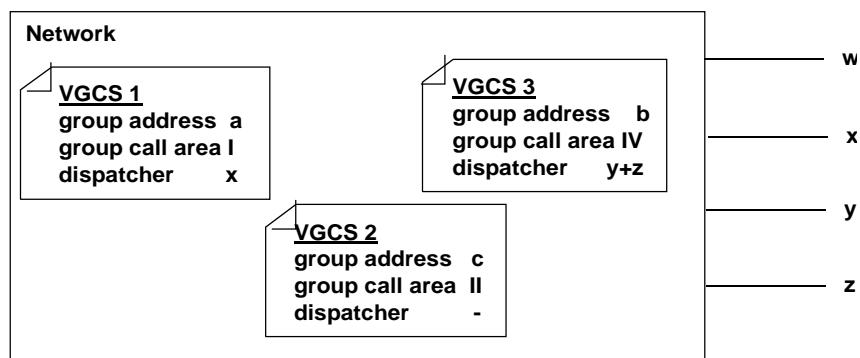 Network
VGCS 1
group address a
group call area I
dispatcher x
VGCS 3
group address b
group call area IV
dispatcher y+z
VGCS 2
group address c
group call area II
dispatcher -
w
x
y
z